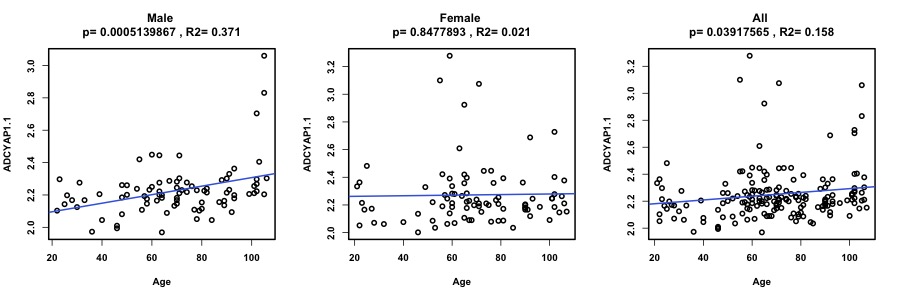 Male
p= 0.0005139867 , R2= 0.371
ADCYAP1.1
3.0
2.8
2.6
2.4
2.2
2.0
20 40 60 80 100
Age
Female
p= 0.8477893 , R2= 0.021
ADCYAP1.1
3.2
3.0
2.8
2.6
2.4
2.2
2.0
20 40 60 80 100
Age
All
p= 0.03917565 , R2= 0.158
ADCYAP1.1
3.2
3.0
2.8
2.6
2.4
2.2
2.0
20 40 60 80 100
Age